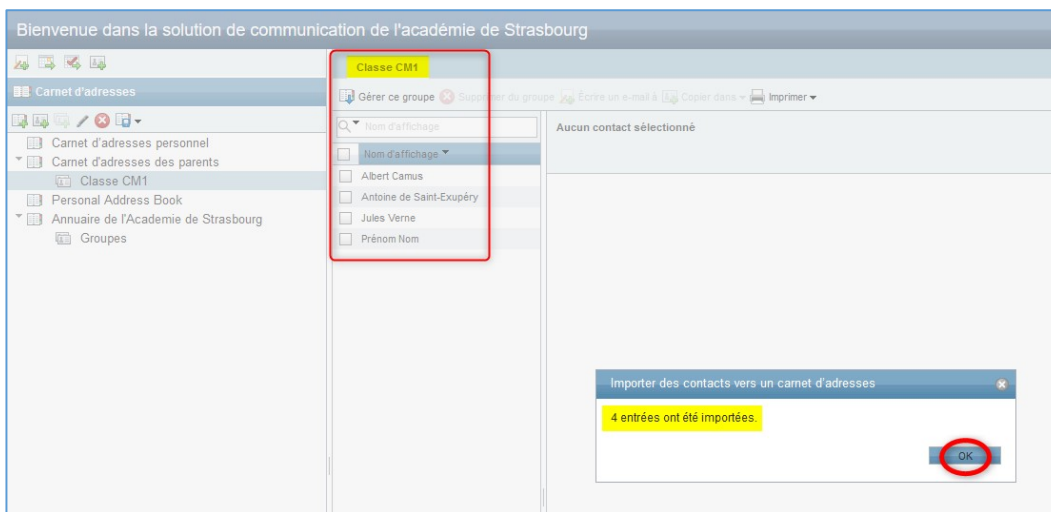 Bienvenue dans la solution de communication de l'académie de Strasbourg
Carnet d'adresses
Carnet d'adresses personnel
Carnet d'adresses des parents
Classe CM1
Personal Address Book
Annuaire de l'Academie de Strasbourg
Groupes
Classe CM1
Gérer ce groupe Supprimer du groupe Écrire un e-mail à Copier dans Imprimer
Nom d'affichage
Nom d'affichage
Albert Camus
Antoine de Saint-Exupéry
Jules Verne
Prénom Nom
Aucun contact sélectionné
Importer des contacts vers un carnet d'adresses
4 entrées ont été importées.
OK